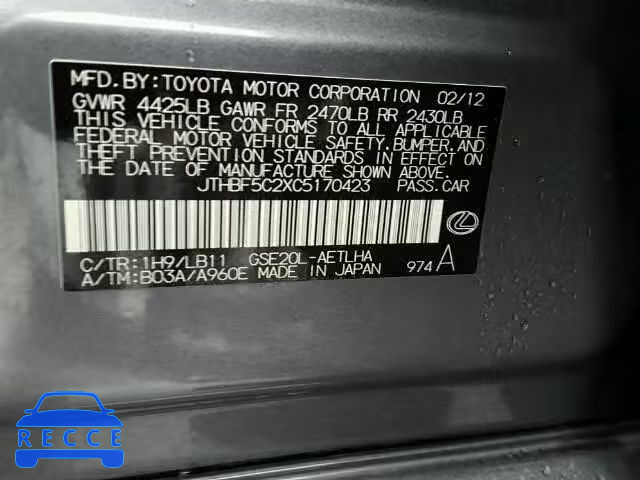 MFD.BY:TOYOTA MOTOR CORPORATION 02/12
GVWR 4425LB GAWR FR 2470LB RR 2430LB
THIS VEHICLE CONFORMS TO ALL APPLICABLE
FEDERAL MOTOR VEHICLE SAFETY,BUMPER,AND
THEFT PREVENTION STANDARDS IN EFFECT ON
THE DATE OF MANUFACTURE SHOWN ABOVE.
JTHBF5C2XC5170423 PASS.CAR
C/TR:1H9/LB11 GSE20L-AETLHA
A/TM:B03A/A960E MADE IN JAPAN 974A
RECCE